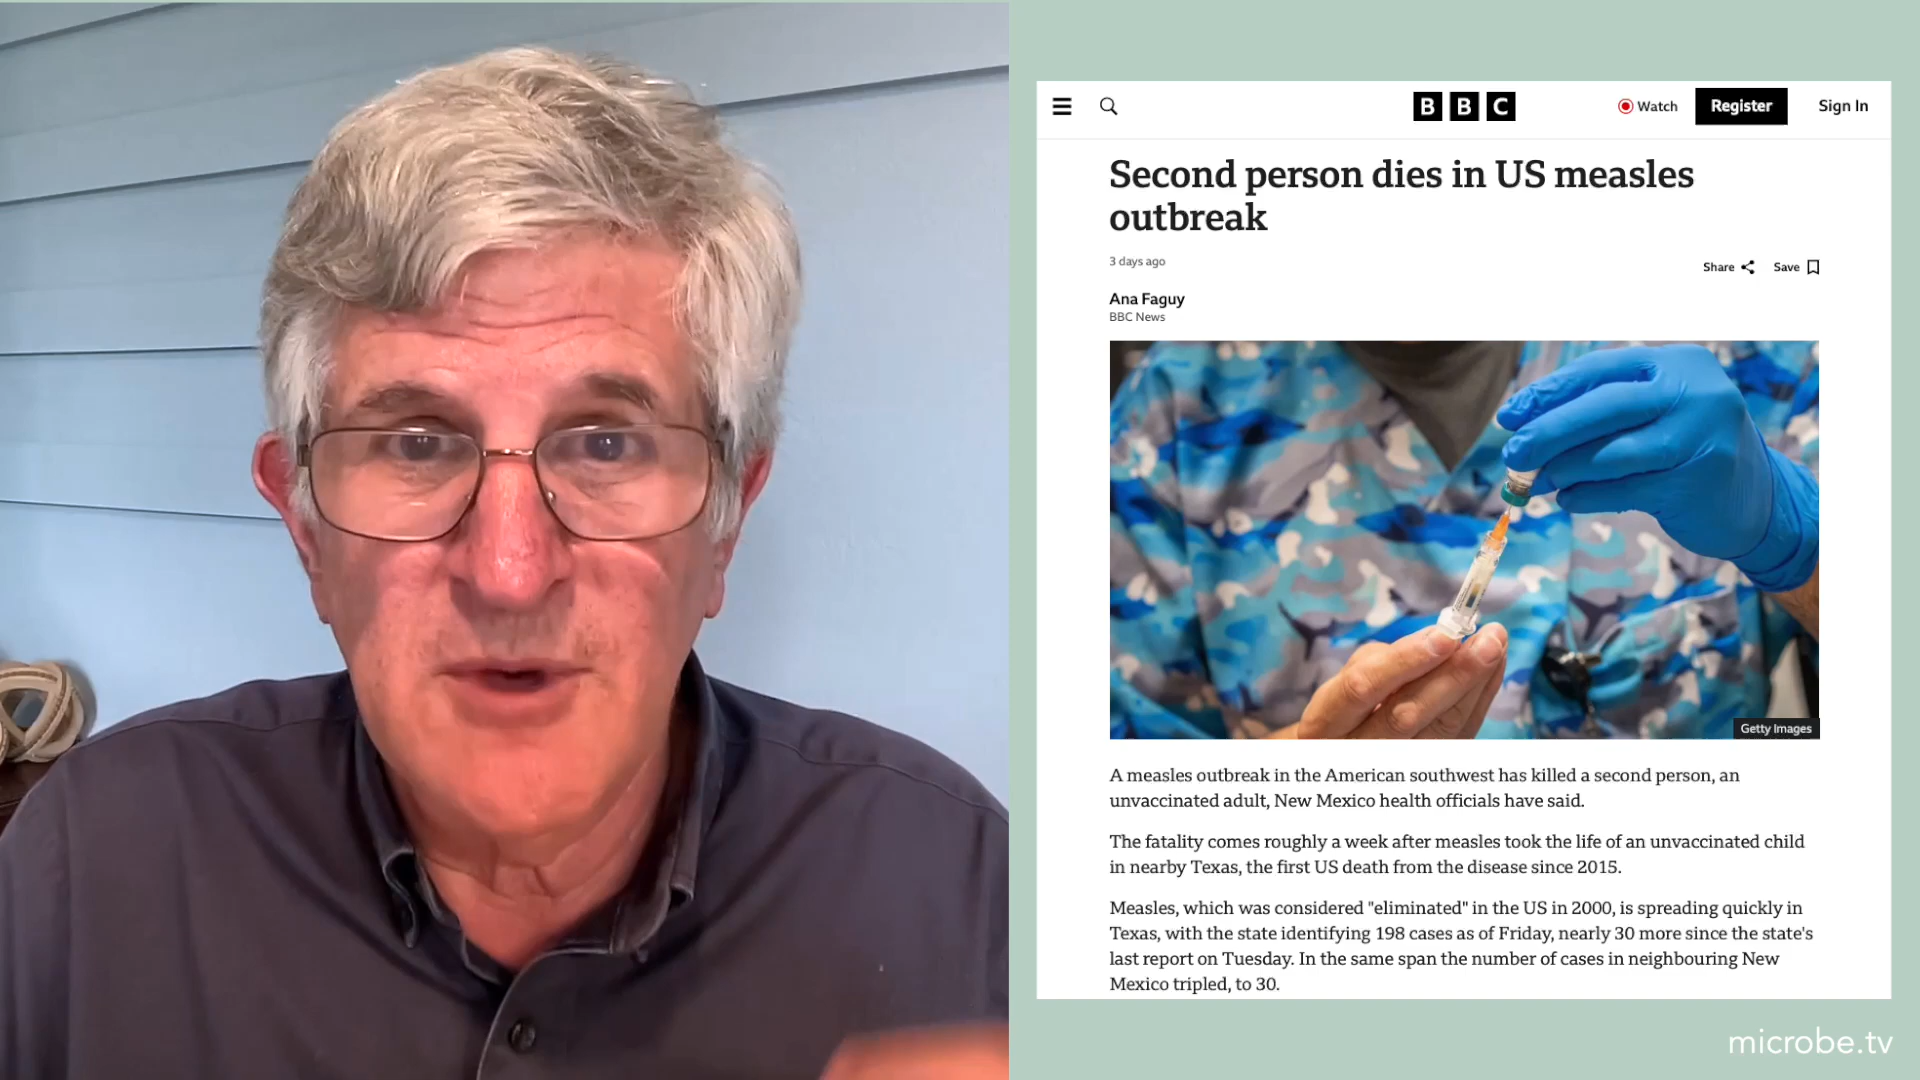 BBC
Watch
Register
Sign In
Second person dies in US measles
outbreak
3 days ago
Share
Save
Ana Faguy
BBC News
Getty Images
A measles outbreak in the American southwest has killed a second person, an
unvaccinated adult, New Mexico health officials have said.
The fatality comes roughly a week after measles took the life of an unvaccinated child
in nearby Texas, the first US death from the disease since 2015.
Measles, which was considered "eliminated" in the US in 2000, is spreading quickly in
Texas, with the state identifying 198 cases as of Friday, nearly 30 more since the state's
last report on Tuesday. In the same span the number of cases in neighbouring New
Mexico tripled, to 30.
microbe.tv